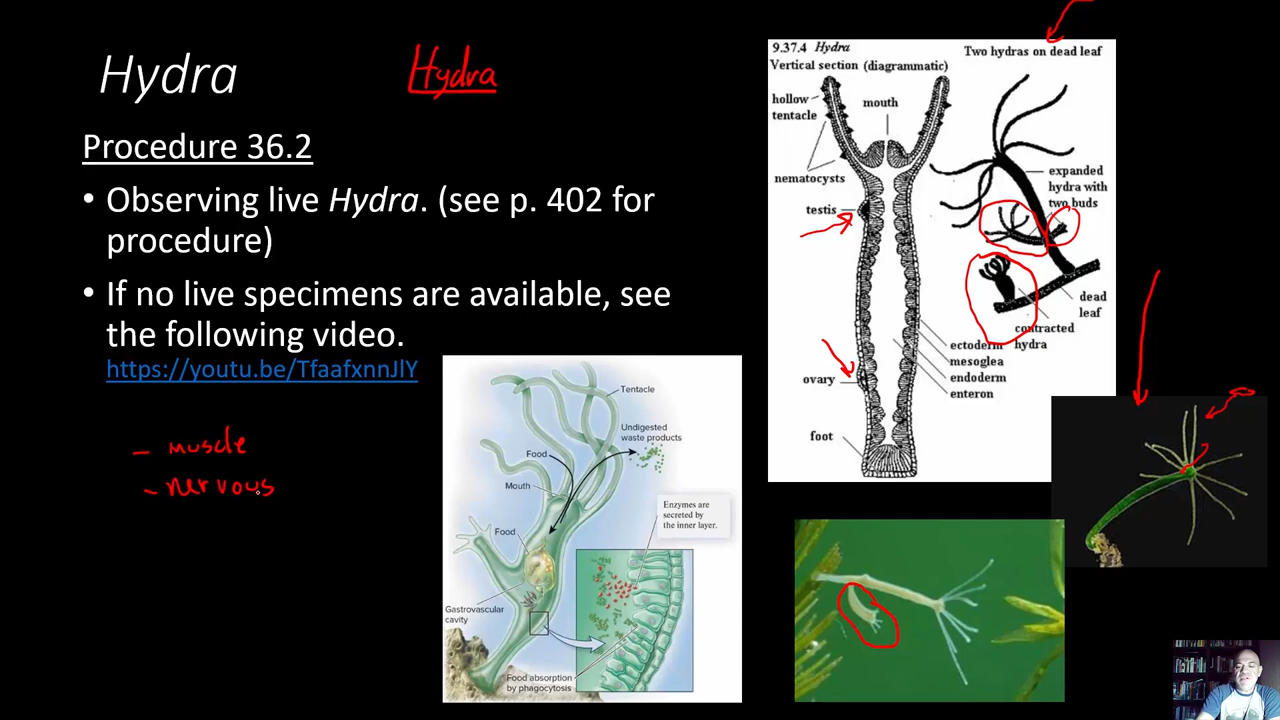 Hydra
Hydra
Procedure 36.2
• Observing live Hydra. (see p. 402 for
procedure)
• If no live specimens are available, see
the following video.
https://youtu.be/TfaafxnnJlY
- muscle
- nervous
9.37.4 Hydra
Vertical section (diagrammatic)
Two hydras on dead leaf
hollow
tentacle
mouth
nematocysts
testis
expanded
hydra with
two buds
dead
leaf
contracted
hydra
ectoderm
mesoglea
endoderm
enteron
ovary
foot
Tentacle
Undigested
waste products
Food
Mouth
Enzymes are
secreted by
the inner layer.
Food
Gastrovascular
cavity
Food absorption
by phagocytosis